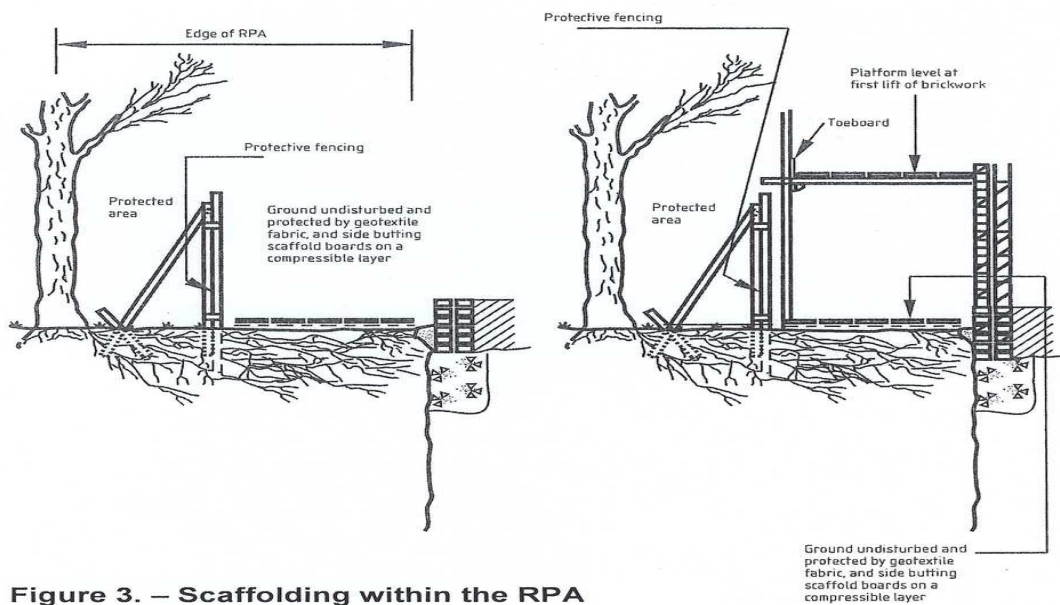 Edge of RPA
Protective fencing
Protected
area
Ground undisturbed and
protected by geotextile
fabric, and side butting
scaffold boards on a
compressible layer
Protective fencing
Platform level at
first lift of brickwork
Toeboard
Protected
area
Ground undisturbed and
protected by geotextile
fabric, and side butting
scaffold boards on a
compressible layer
Figure 3. – Scaffolding within the RPA